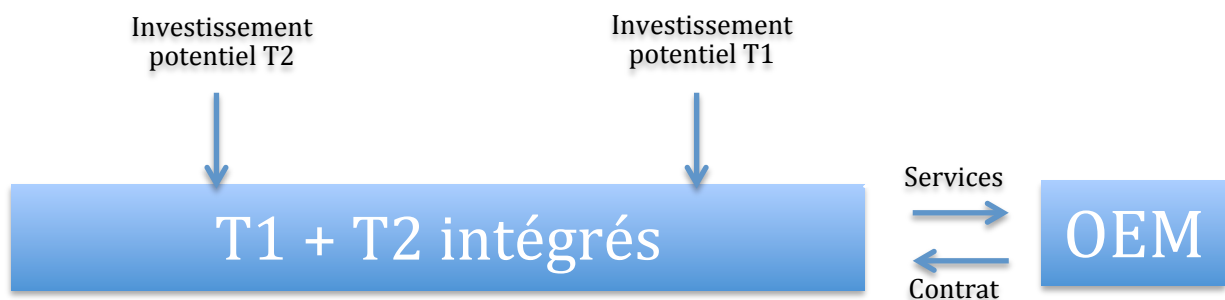 Investissement
potentiel T2
Investissement
potentiel T1
T1 + T2 intégrés
Services
Contrat
OEM